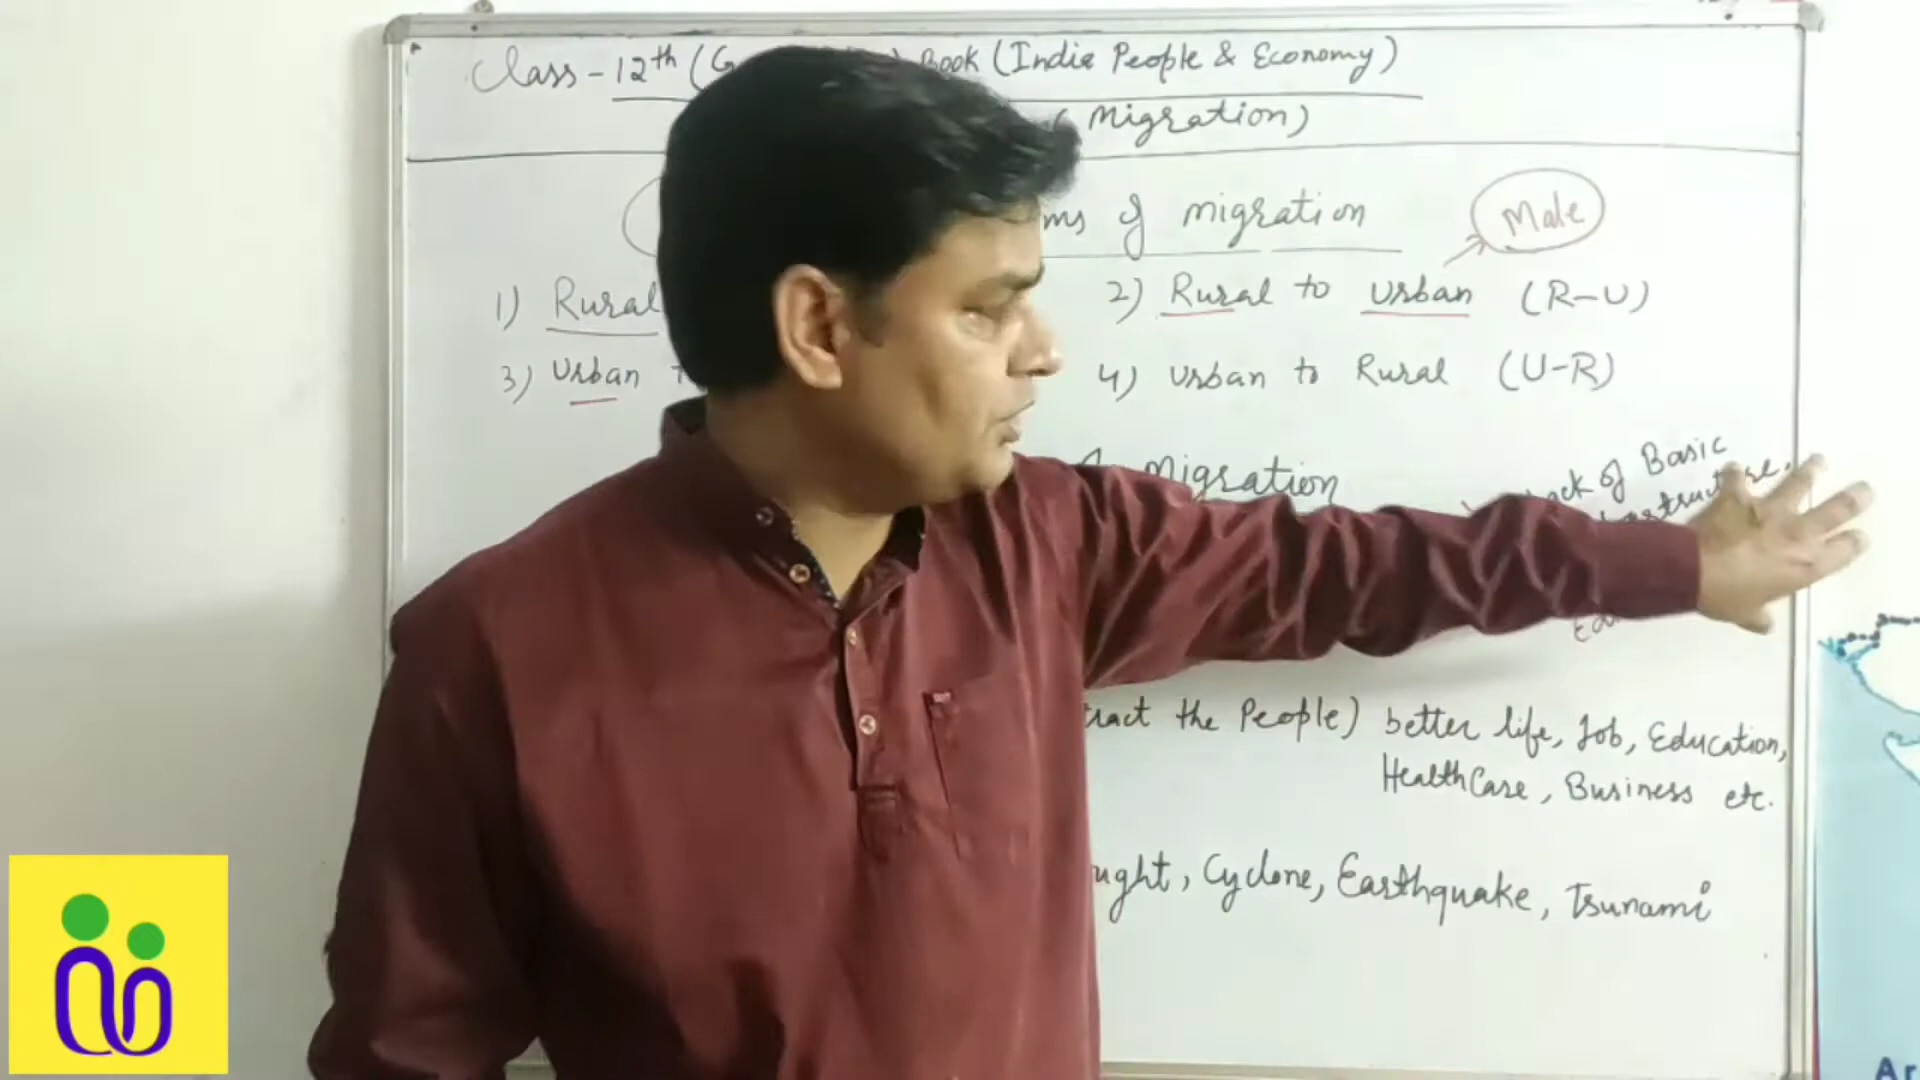 Class - 12th (G Book (India People & Economy)
( Migration)
ms of migration Male
1) Rural 2) Rural to Urban (R-U)
3) Urban 4) Urban to Rural (U-R)
Migration
ack of Basic
tract the People) better life, Job, Education,
HealthCare, Business etc.
ught, Cyclone, Earthquake, Tsunami
Ar